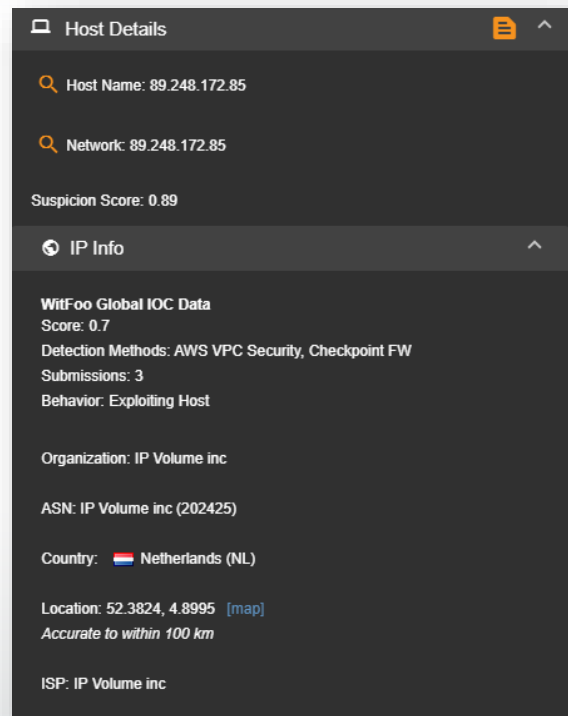 Host Details
Host Name: 89.248.172.85
Network: 89.248.172.85
Suspicion Score: 0.89
IP Info
WitFoo Global IOC Data
Score: 0.7
Detection Methods: AWS VPC Security, Checkpoint FW
Submissions: 3
Behavior: Exploiting Host
Organization: IP Volume inc
ASN: IP Volume inc (202425)
Country: Netherlands (NL)
Location: 52.3824, 4.8995 [map]
Accurate to within 100 km
ISP: IP Volume inc